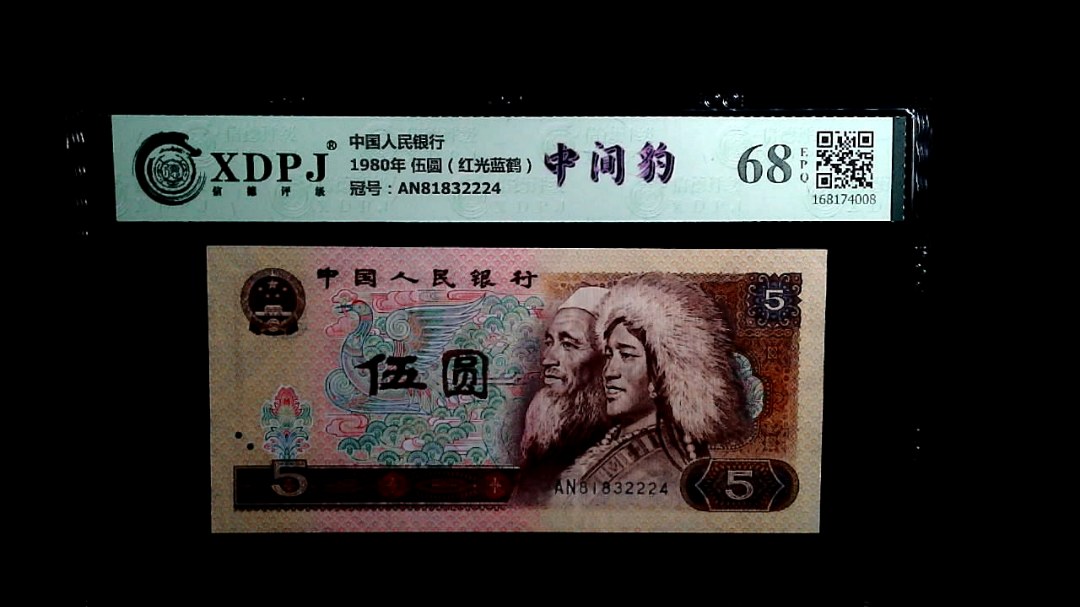 XDPJ®
信德评级
中国人民银行
1980年 伍圆（红光蓝鹤）
冠号：AN81832224
中间豹
68
EPQ
168174008
中国人民银行
5
伍圆
5
AN81832224
5